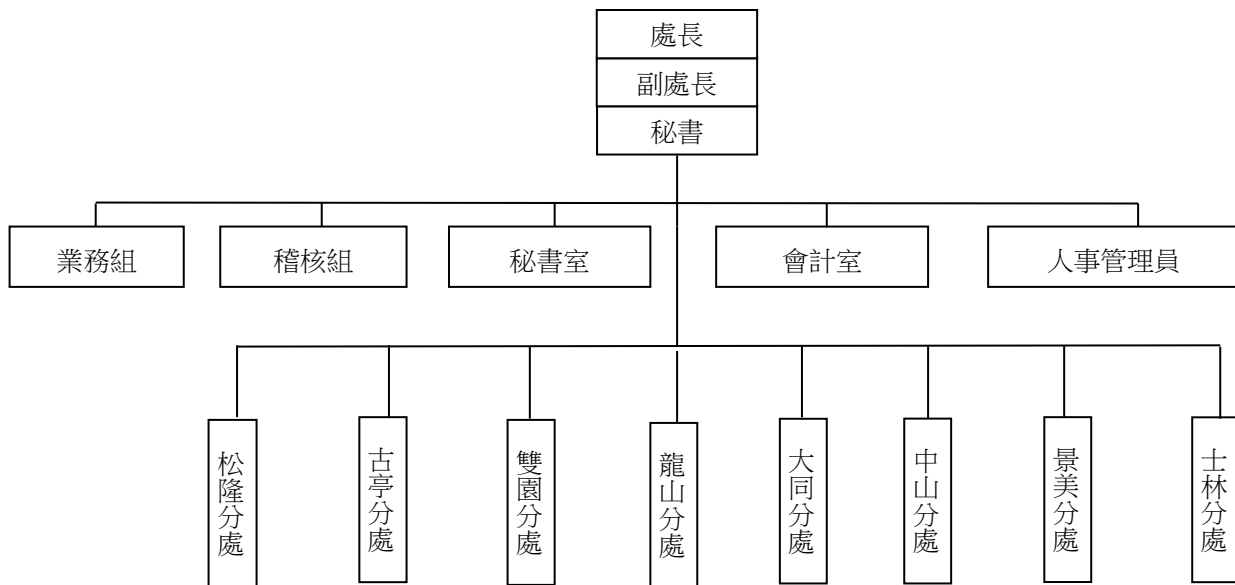 處長
副處長
秘書
業務組
稽核組
秘書室
會計室
人事管理員
松隆分處
古亭分處
雙園分處
龍山分處
大同分處
中山分處
景美分處
士林分處